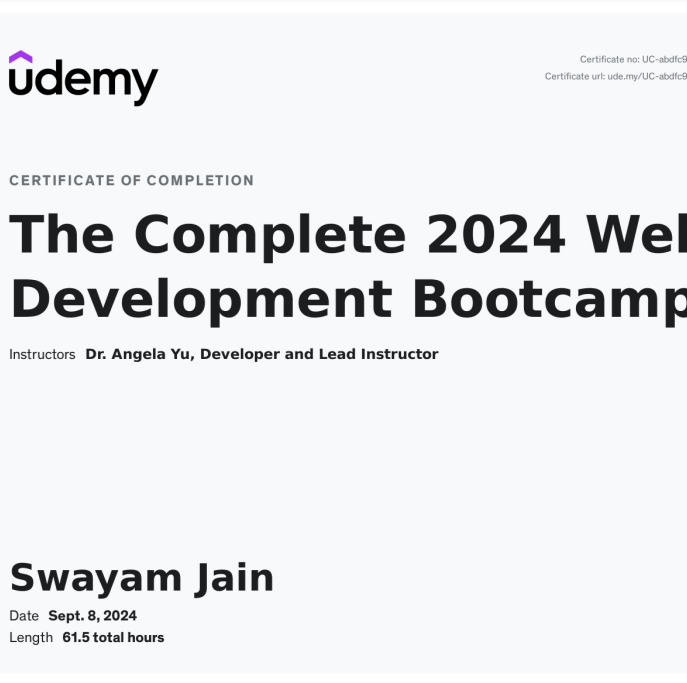 udemy
Certificate no: UC-abdfc9
Certificate url: ude.my/UC-abdfc9
CERTIFICATE OF COMPLETION
The Complete 2024 We
Development Bootcamp
Instructors Dr. Angela Yu, Developer and Lead Instructor
Swayam Jain
Date Sept. 8, 2024
Length 61.5 total hours